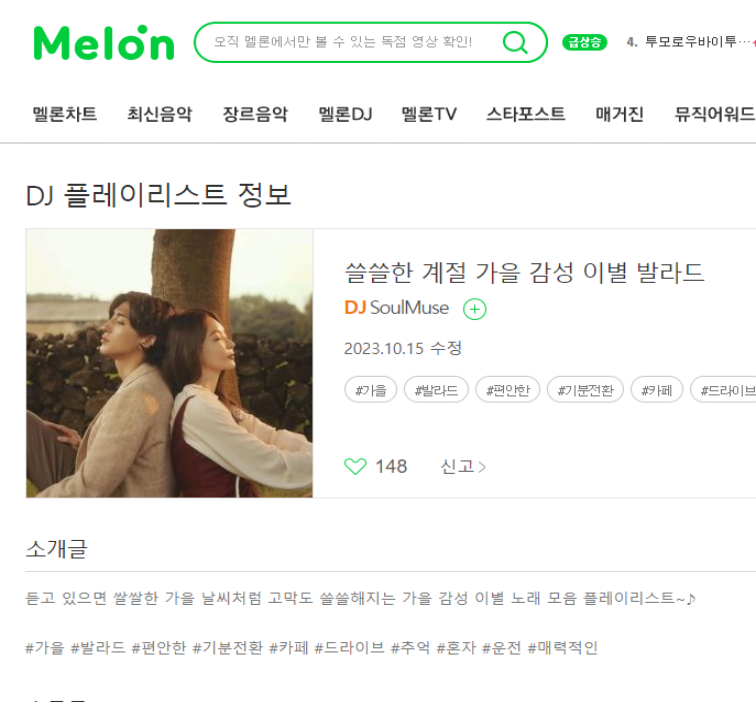 Melon
오직 멜론에서만 볼 수 있는 독점 영상 확인!
급상승 4. 투모로우바이투…
멜론차트 최신음악 장르음악 멜론DJ 멜론TV 스타포스트 매거진 뮤직어워드
DJ 플레이리스트 정보
쓸쓸한 계절 가을 감성 이별 발라드
DJ SoulMuse
2023.10.15 수정
#가을 #발라드 #편안한 #기분전환 #카페 #드라이브
148 신고
소개글
듣고 있으면 쌀쌀한 가을 날씨처럼 고막도 쓸쓸해지는 가을 감성 이별 노래 모음 플레이리스트~♪
#가을 #발라드 #편안한 #기분전환 #카페 #드라이브 #추억 #혼자 #운전 #매력적인